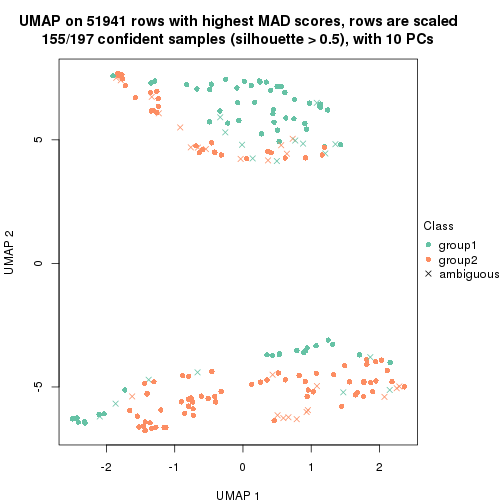 UMAP on 51941 rows with highest MAD scores, rows are scaled
155/197 confident samples (silhouette > 0.5), with 10 PCs
5
0
-5
UMAP 2
-2
-1
0
1
2
UMAP 1
Class
group1
group2
ambiguous